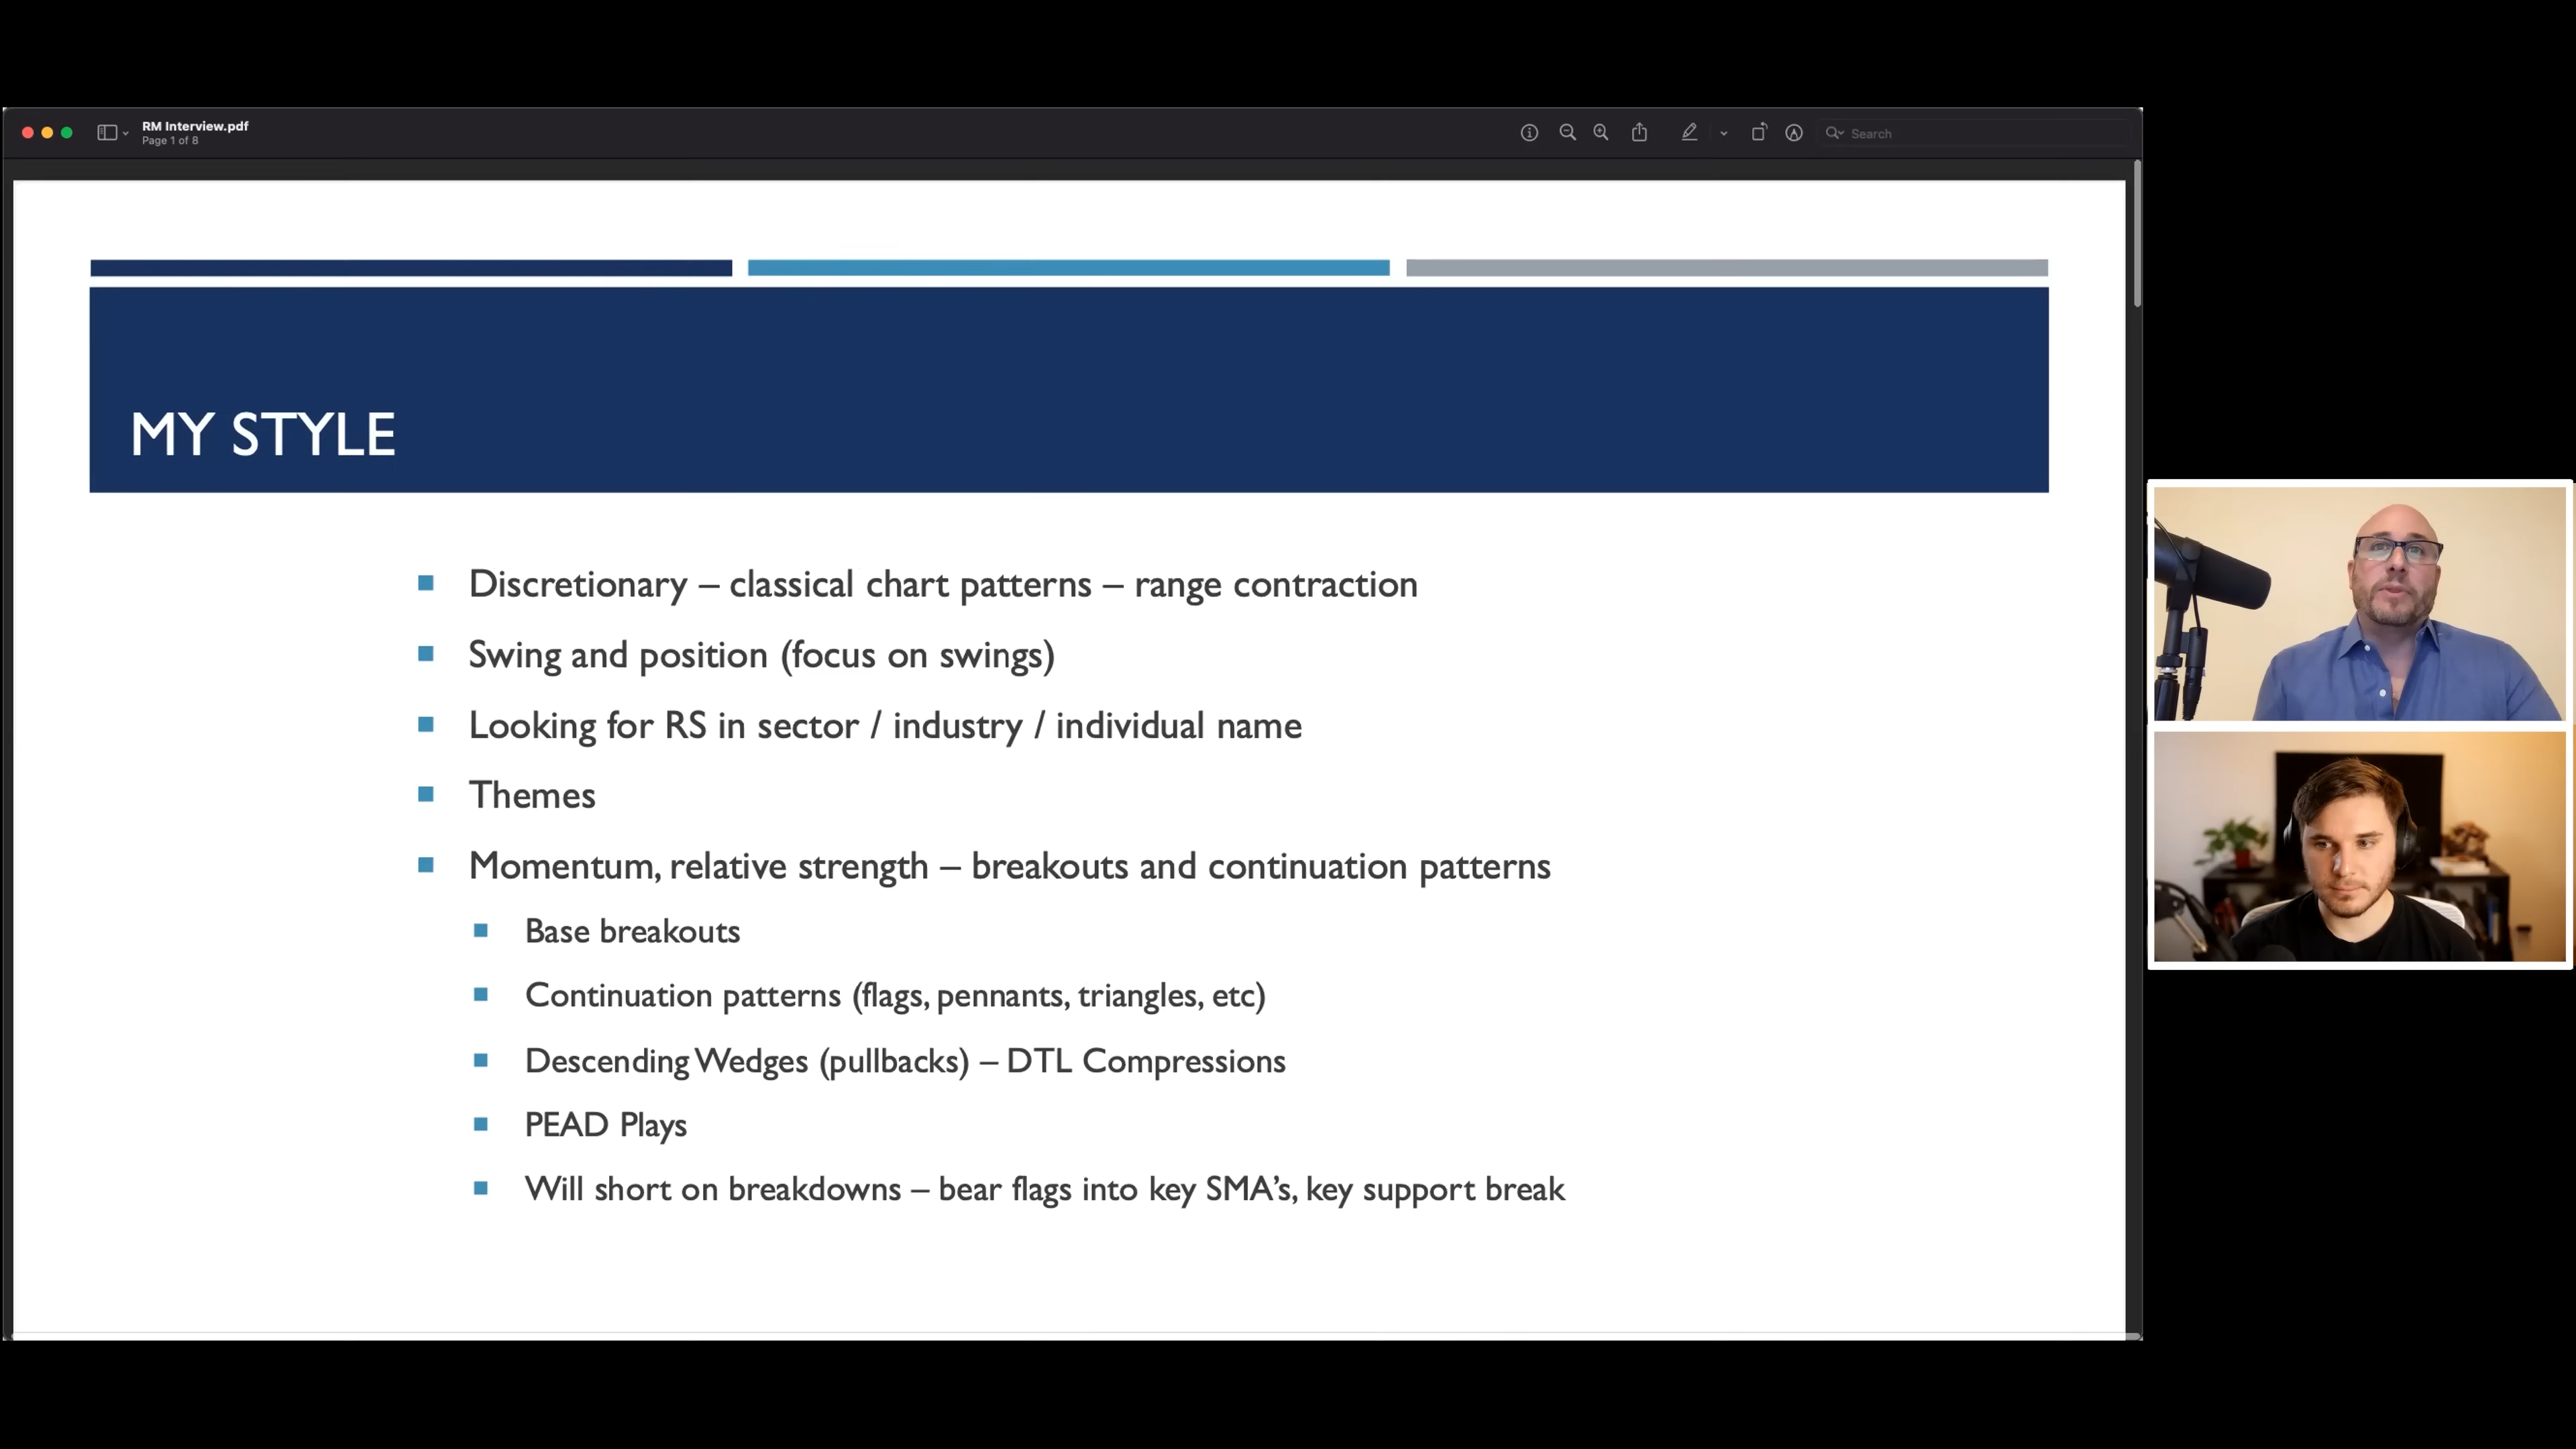 RM Interview.pdf
Page 1 of 8
Search
MY STYLE
Discretionary – classical chart patterns – range contraction
Swing and position (focus on swings)
Looking for RS in sector / industry / individual name
Themes
Momentum, relative strength – breakouts and continuation patterns
Base breakouts
Continuation patterns (flags, pennants, triangles, etc)
Descending Wedges (pullbacks) – DTL Compressions
PEAD Plays
Will short on breakdowns – bear flags into key SMA’s, key support break